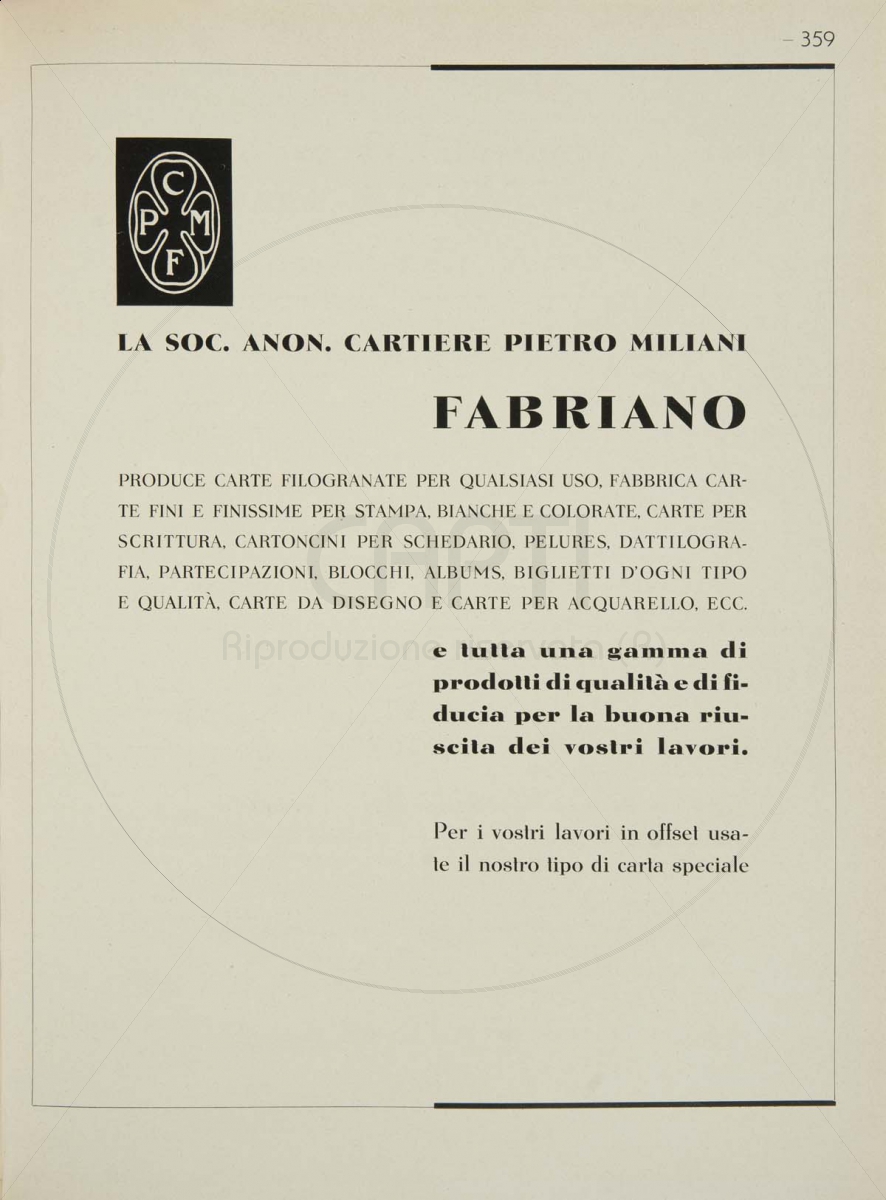 – 359
C
P M
F
LA SOC. ANON. CARTIERE PIETRO MILIANI
FABRIANO
PRODUCE CARTE FILOGRANATE PER QUALSIASI USO, FABBRICA CAR-
TE FINI E FINISSIME PER STAMPA, BIANCHE E COLORATE, CARTE PER
SCRITTURA, CARTONCINI PER SCHEDARIO, PELURES, DATTILOGRA-
FIA, PARTECIPAZIONI, BLOCCHI, ALBUMS, BIGLIETTI D'OGNI TIPO
E QUALITÀ, CARTE DA DISEGNO E CARTE PER ACQUARELLO, ECC.
Riproduzione riservata (R)
e tutta una gamma di
prodotti di qualità e di fi-
ducia per la buona riu-
scita dei vostri lavori.
Per i vostri lavori in offset usa-
te il nostro tipo di carta speciale